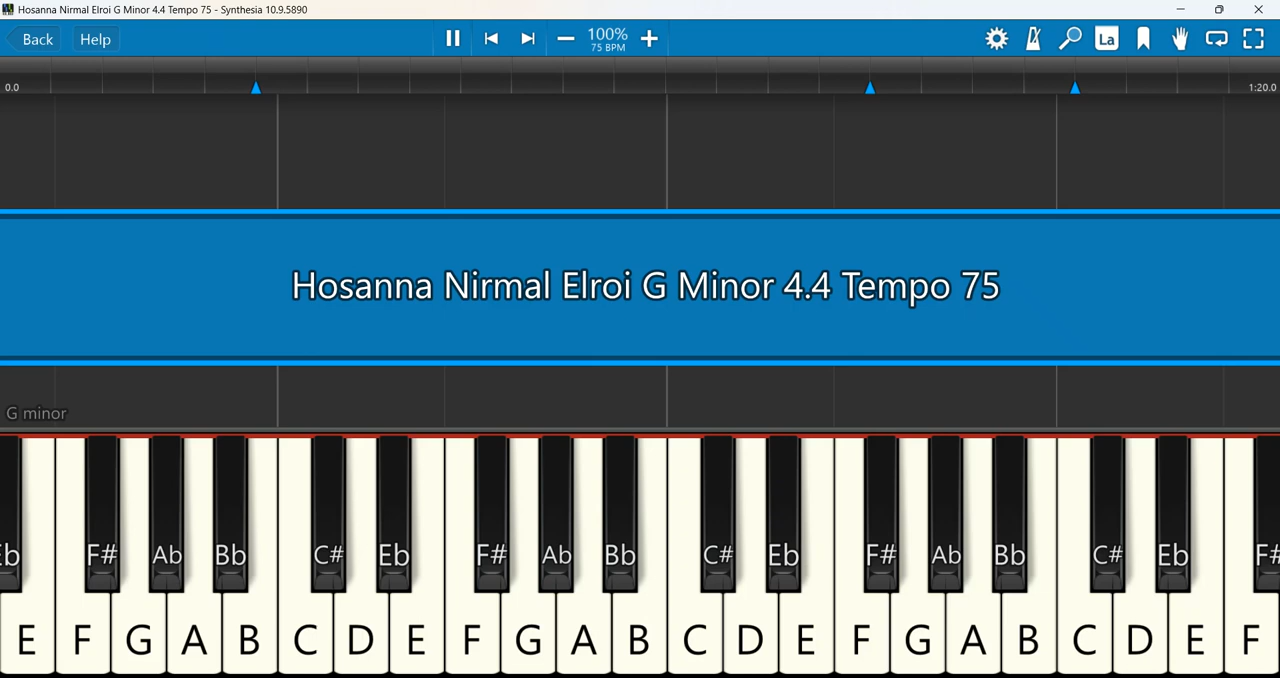 Hosanna Nirmal Elroi G Minor 4.4 Tempo 75 - Synthesia 10.9.5890
Back Help 100% La
75 BPM
0.0 1:20.0
Hosanna Nirmal Elroi G Minor 4.4 Tempo 75
G minor
Eb F# Ab Bb C# Eb F# Ab Bb C# Eb F# Ab Bb C# Eb F#
E F G A B C D E F G A B C D E F G A B C D E F